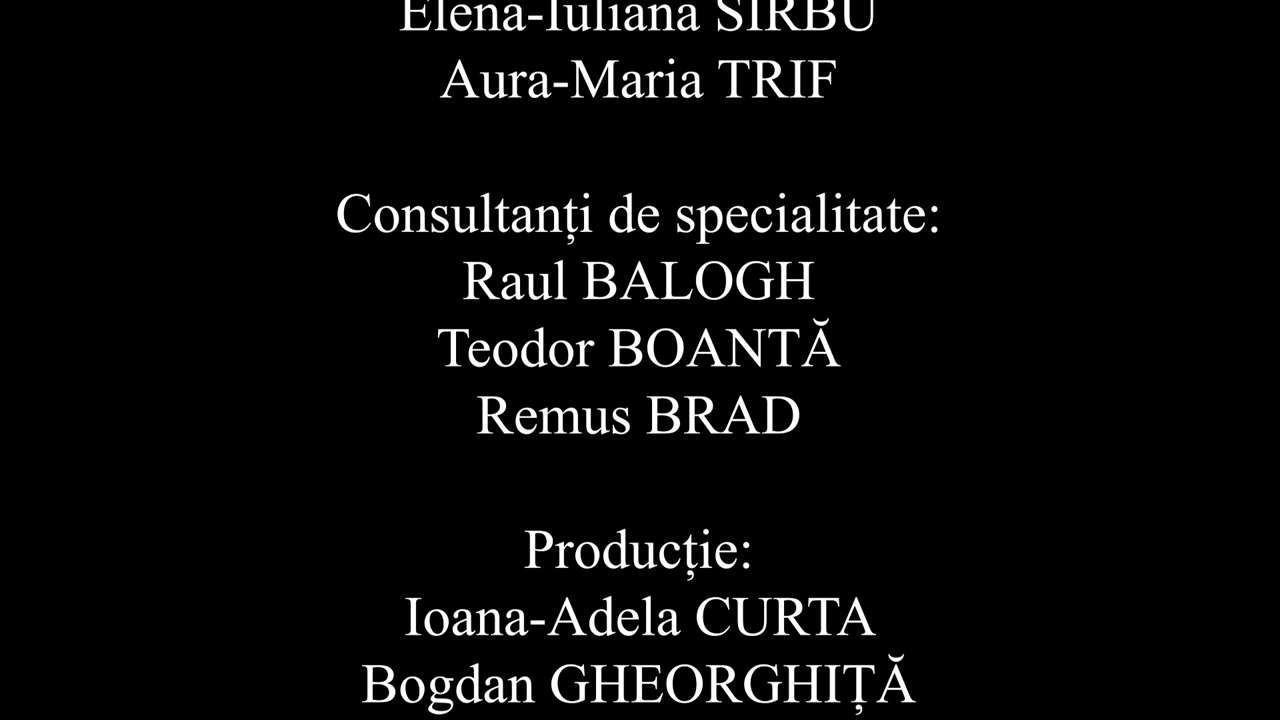 Elena-Iuliana SIRBU
Aura-Maria TRIF
Consultanți de specialitate:
Raul BALOGH
Teodor BOANTĂ
Remus BRAD
Producție:
Ioana-Adela CURTA
Bogdan GHEORGHIȚĂ